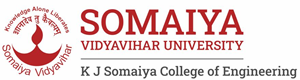 Knowledge Alone Liberates
Somaiya Vidyavihar
SOMAIYA
VIDYAVIHAR UNIVERSITY
K J Somaiya College of Engineering